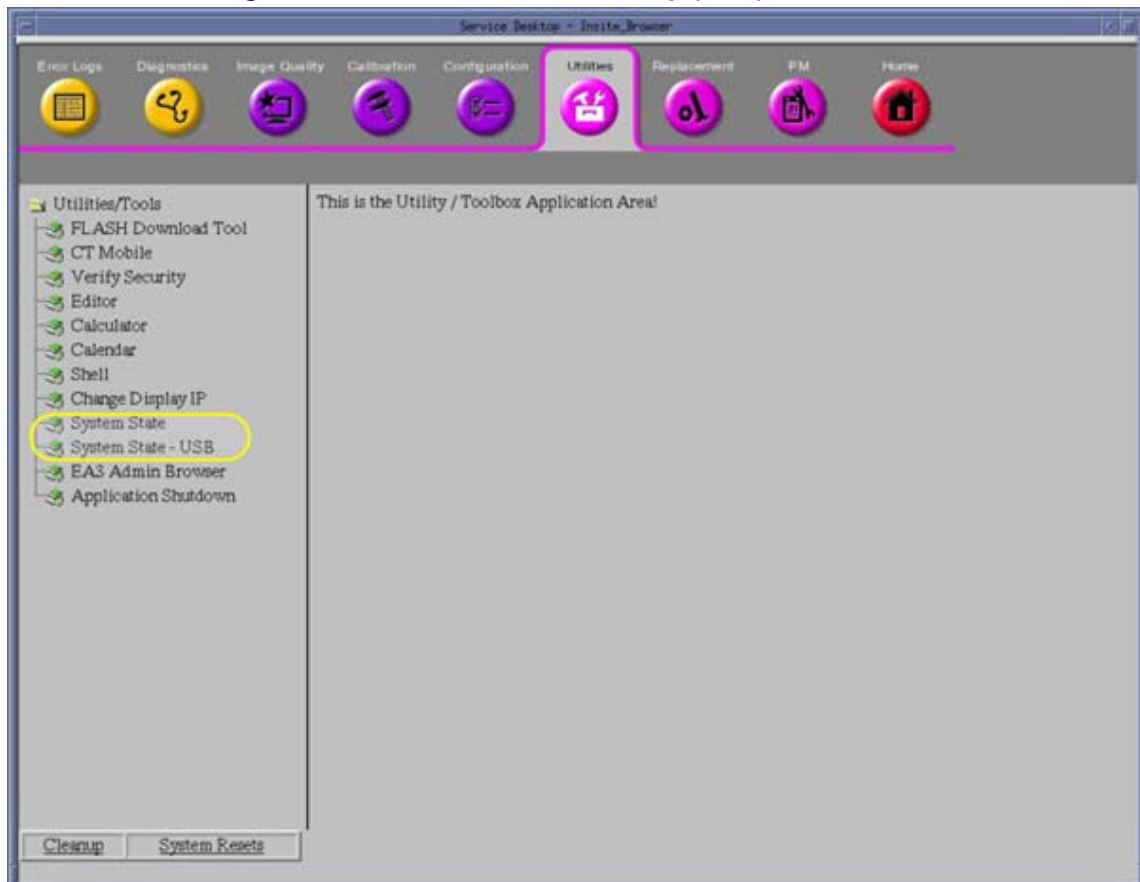 Service Desktop - Insite_Browser
Error Logs Diagnostics Image Quality Calibration Configuration Utilities Replacement PM Home
Utilities/Tools
FLASH Download Tool
CT Mobile
Verify Security
Editor
Calculator
Calendar
Shell
Change Display IP
System State
System State - USB
EA3 Admin Browser
Application Shutdown
This is the Utility / Toolbox Application Area!
Cleanup System Resets